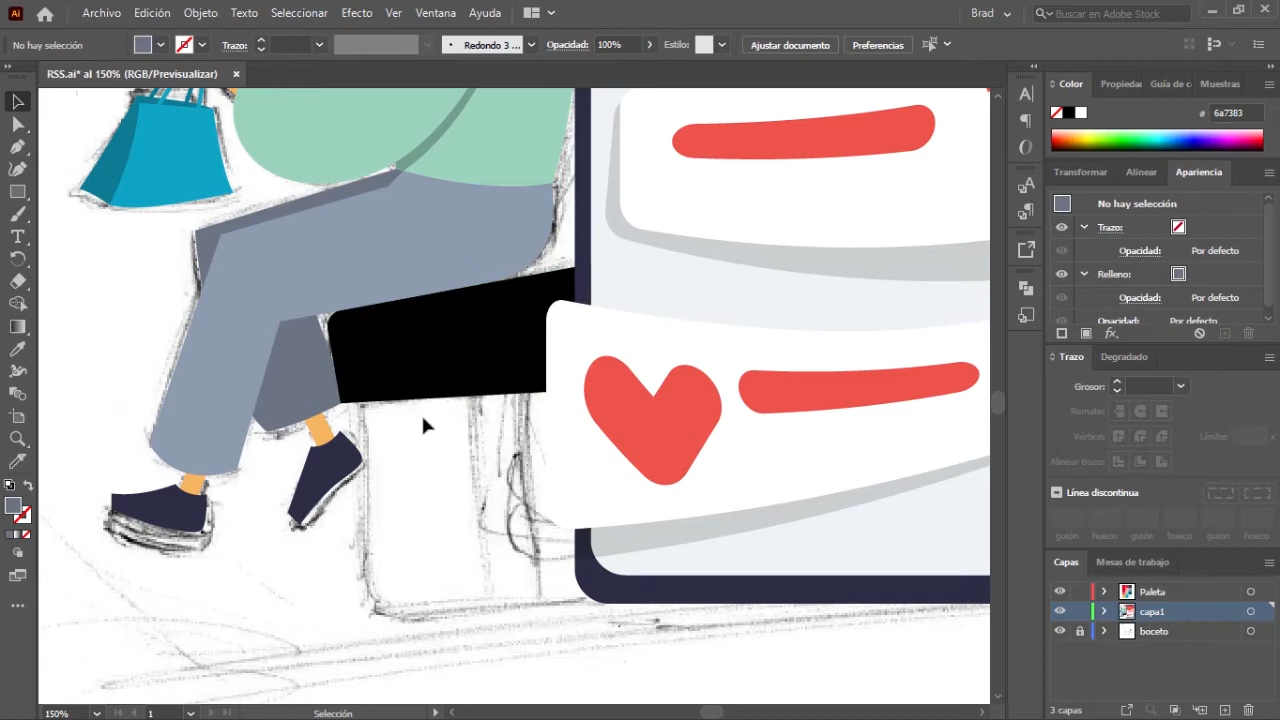 Ai Archivo Edición Objeto Texto Seleccionar Efecto Ver Ventana Ayuda Brad Buscar en Adobe Stock
No hay selección Trazo: Redondo 3 ... Opacidad: 100% Estilo: Ajustar documento Preferencias
RSS.ai* al 150% (RGB/Previsualizar) ×
Color Propiedad Guía de c Muestras
# 6a7383
Transformar Alinear Apariencia
No hay selección
Trazo:
Opacidad: Por defecto
Relleno:
Opacidad: Por defecto
Opacidad: Por defecto
fx
Trazo Degradado
Grosor:
Remate:
Vértice: Límite: x
Alinear trazo:
Línea discontinua
guión hueco guión hueco guión hueco
Capas Mesas de trabajo
Paleta
capa1
boceto
3 capas
150% 1 Selección